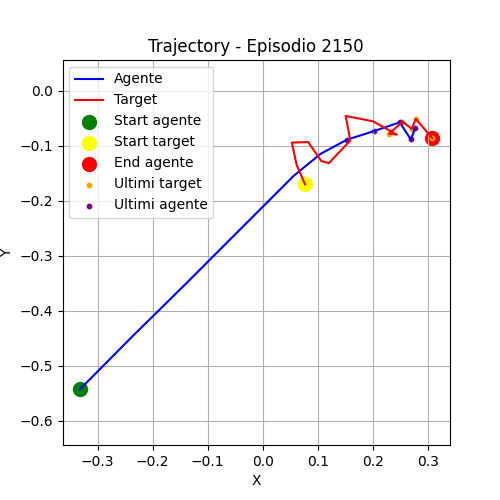 Trajectory - Episodio 2150
Agente
Target
Start agente
Start target
End agente
Ultimi target
Ultimi agente
0.0
−0.1
−0.2
−0.3
−0.4
−0.5
−0.6
Y
−0.3
−0.2
−0.1
0.0
0.1
0.2
0.3
X